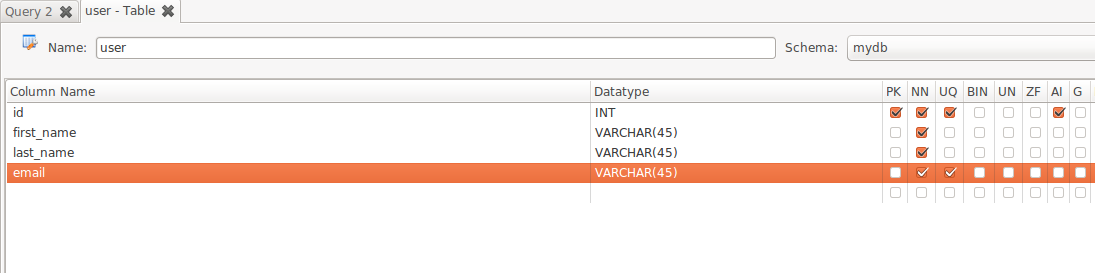 Query 2 user - Table
Name: user Schema: mydb
Column Name Datatype PK NN UQ BIN UN ZF AI G
id INT
first_name VARCHAR(45)
last_name VARCHAR(45)
email VARCHAR(45)